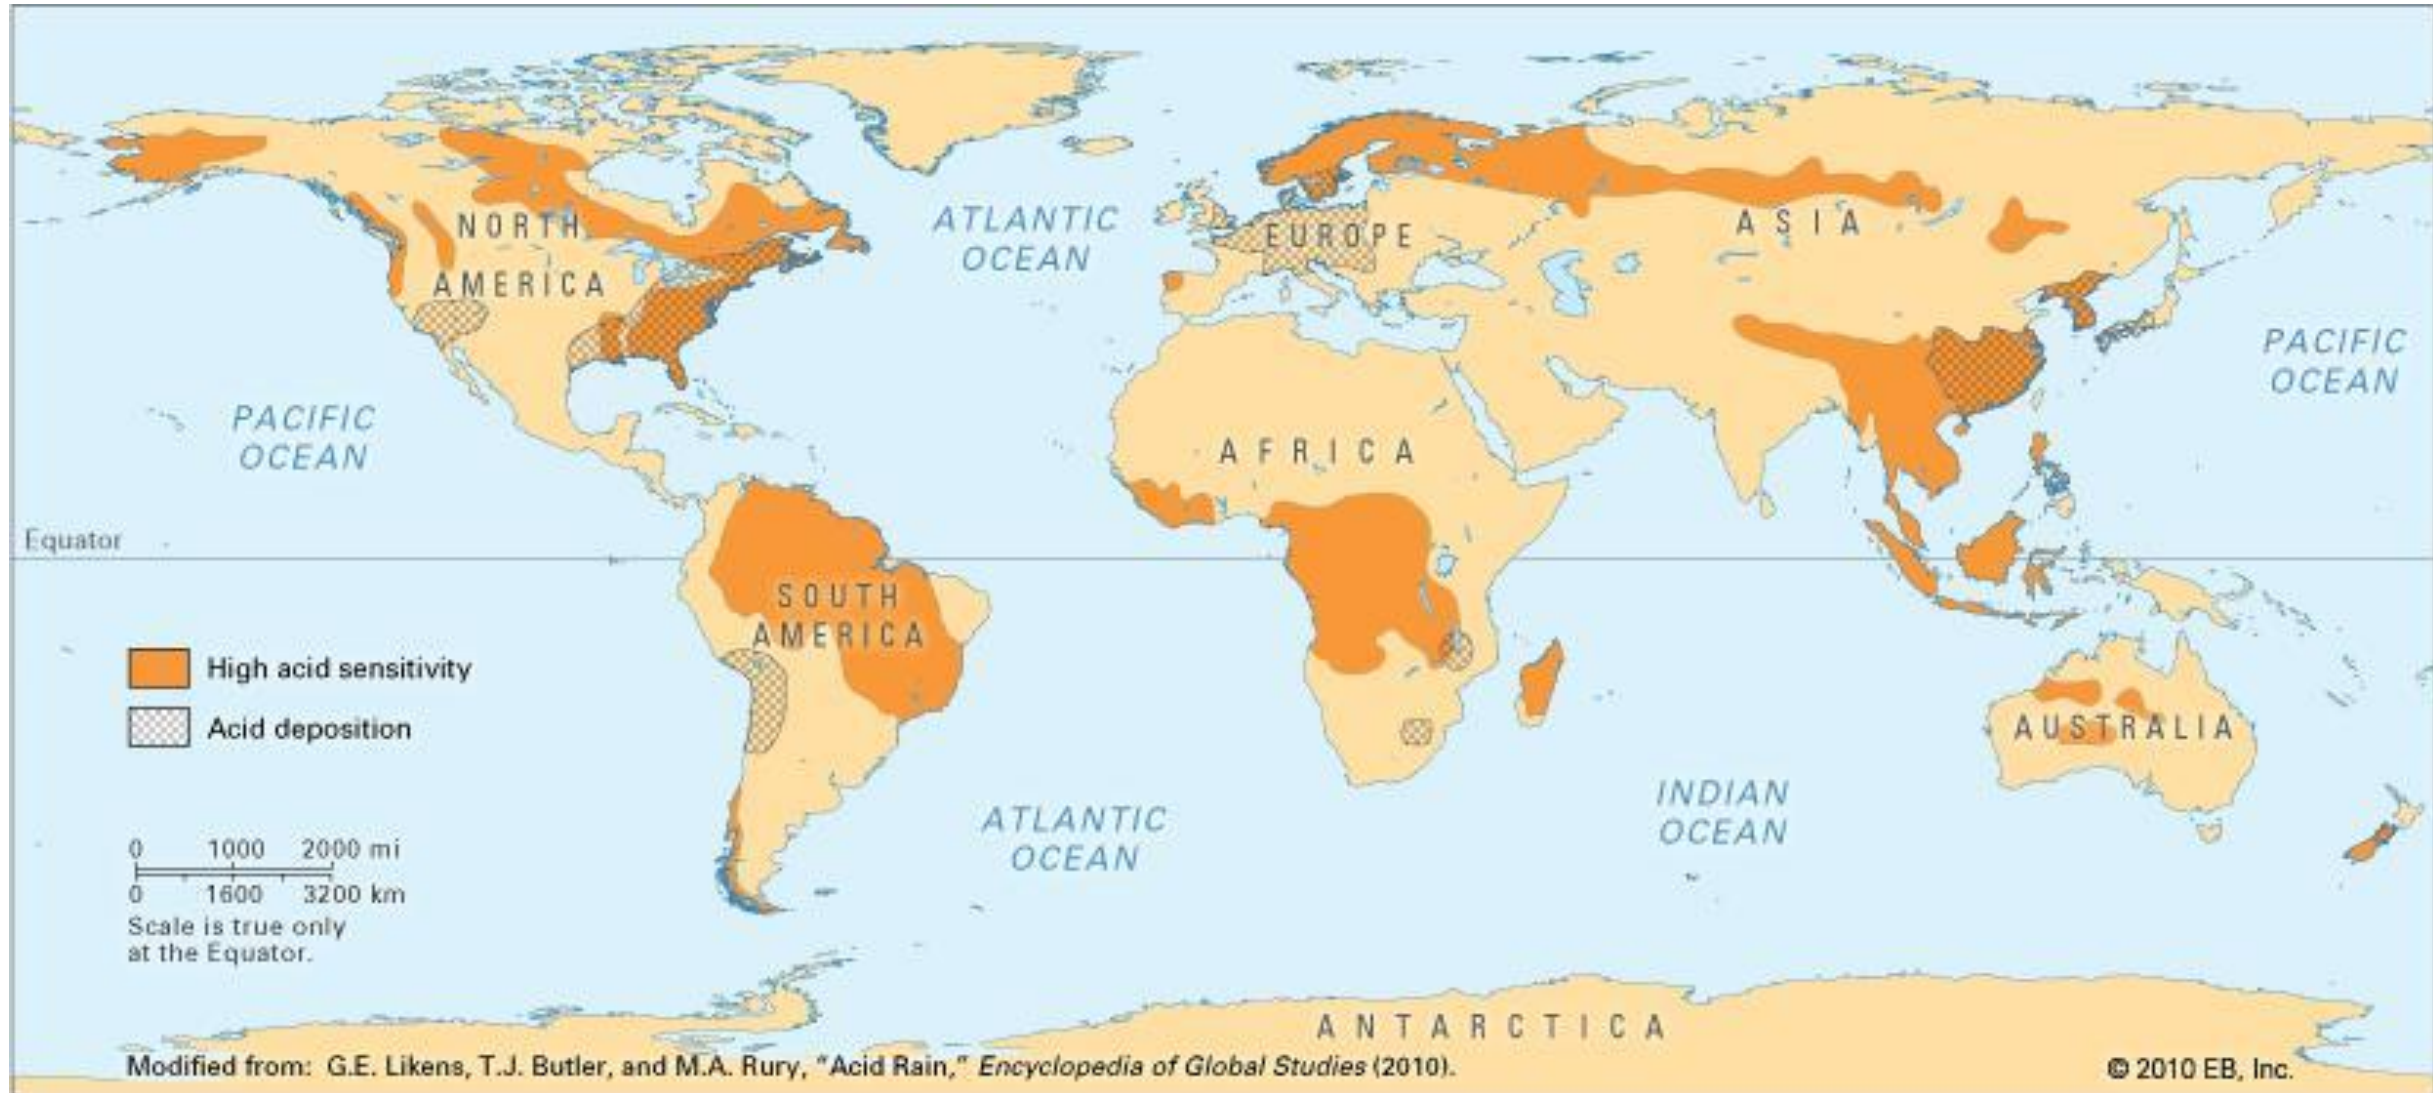 ATLANTIC
OCEAN
NORTH
AMERICA
EUROPE
ASIA
PACIFIC
OCEAN
PACIFIC
OCEAN
AFRICA
Equator
SOUTH
AMERICA
High acid sensitivity
Acid deposition
AUSTRALIA
ATLANTIC
OCEAN
INDIAN
OCEAN
0 1000 2000 mi
0 1600 3200 km
Scale is true only
at the Equator.
ANTARCTICA
Modified from: G.E. Likens, T.J. Butler, and M.A. Rury, "Acid Rain," Encyclopedia of Global Studies (2010).
© 2010 EB, Inc.